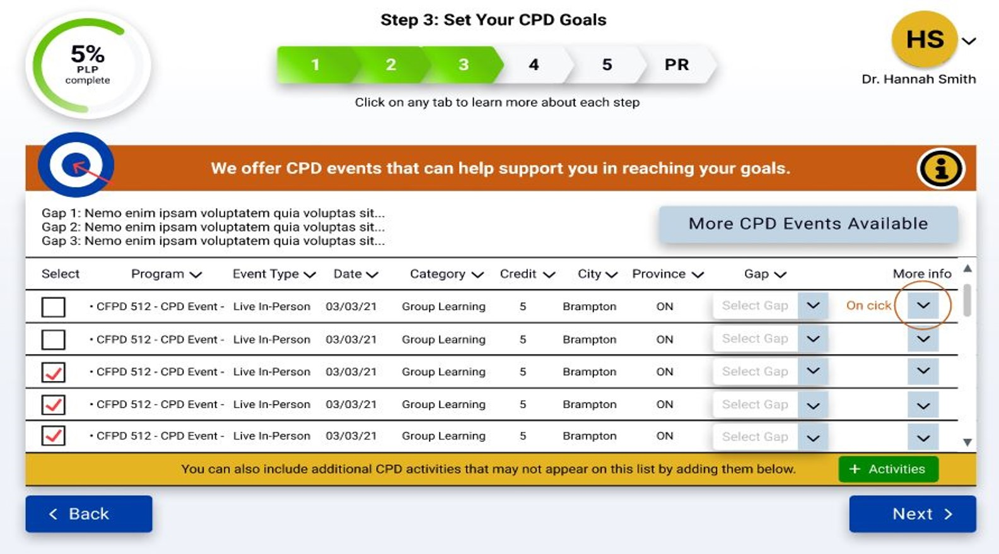 Step 3: Set Your CPD Goals
5%
PLP
complete
1 2 3 4 5 PR
HS
Dr. Hannah Smith
Click on any tab to learn more about each step
We offer CPD events that can help support you in reaching your goals.
Gap 1: Nemo enim ipsam voluptatem quia voluptas sit...
Gap 2: Nemo enim ipsam voluptatem quia voluptas sit...
Gap 3: Nemo enim ipsam voluptatem quia voluptas sit...
More CPD Events Available
Select Program Event Type Date Category Credit City Province Gap More info
• CFPD 512 - CPD Event - Live In-Person 03/03/21 Group Learning 5 Brampton ON Select Gap On cick
• CFPD 512 - CPD Event - Live In-Person 03/03/21 Group Learning 5 Brampton ON Select Gap
• CFPD 512 - CPD Event - Live In-Person 03/03/21 Group Learning 5 Brampton ON Select Gap
• CFPD 512 - CPD Event - Live In-Person 03/03/21 Group Learning 5 Brampton ON Select Gap
• CFPD 512 - CPD Event - Live In-Person 03/03/21 Group Learning 5 Brampton ON Select Gap
You can also include additional CPD activities that may not appear on this list by adding them below.
+ Activities
< Back
Next >